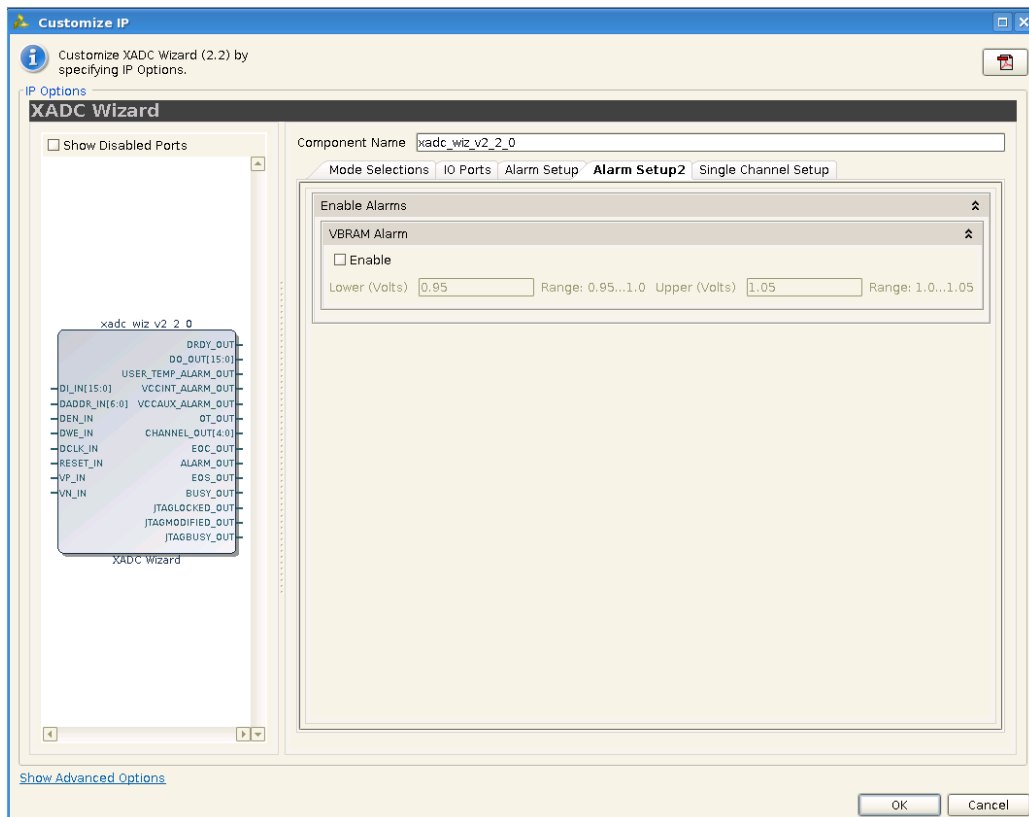 Customize IP
Customize XADC Wizard (2.2) by
specifying IP Options.
IP Options
XADC Wizard
Show Disabled Ports
Component Name xadc_wiz_v2_2_0
Mode Selections IO Ports Alarm Setup Alarm Setup2 Single Channel Setup
Enable Alarms
VBRAM Alarm
Enable
Lower (Volts) 0.95 Range: 0.95...1.0 Upper (Volts) 1.05 Range: 1.0...1.05
xadc_wiz_v2_2_0
DRDY_OUT
DO_OUT[15:0]
USER_TEMP_ALARM_OUT
DI_IN[15:0] VCCINT_ALARM_OUT
DADDR_IN[6:0] VCCAUX_ALARM_OUT
DEN_IN OT_OUT
DWE_IN CHANNEL_OUT[4:0]
DCLK_IN EOC_OUT
RESET_IN ALARM_OUT
VP_IN EOS_OUT
VN_IN BUSY_OUT
JTAGLOCKED_OUT
JTAGMODIFIED_OUT
JTAGBUSY_OUT
XADC Wizard
Show Advanced Options
OK Cancel